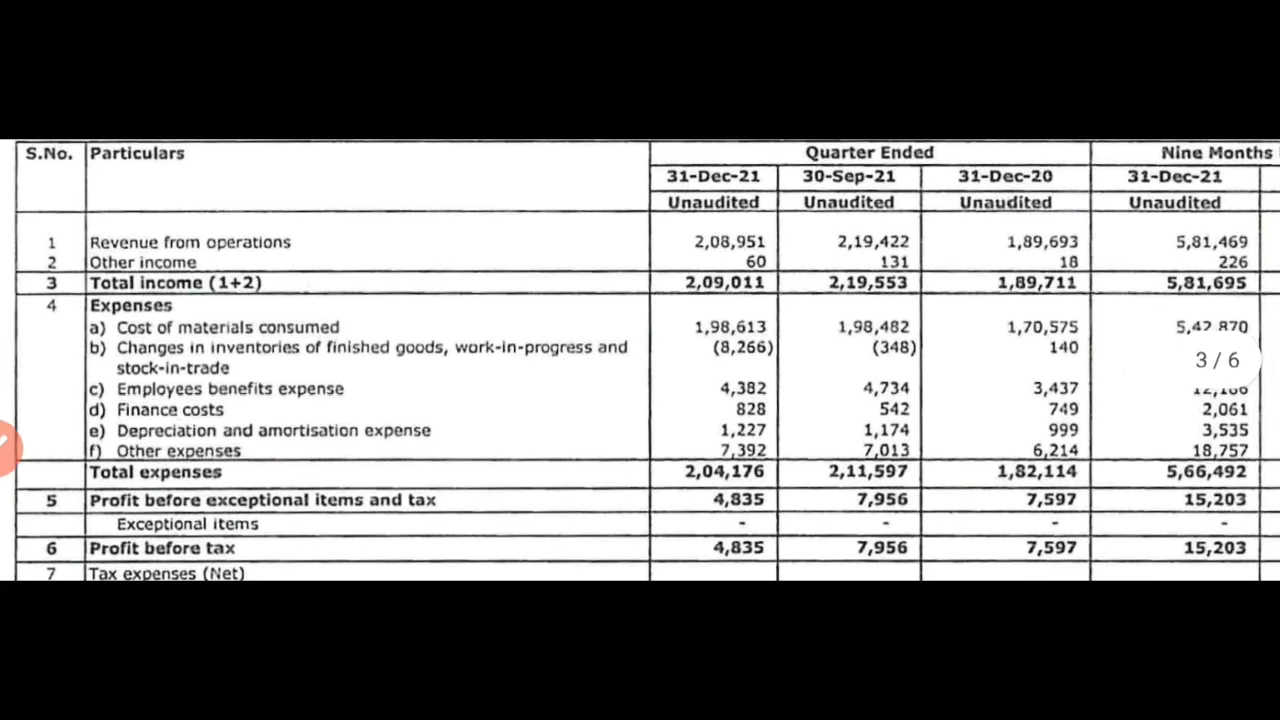 S.No. Particulars Quarter Ended Nine Months
31-Dec-21 30-Sep-21 31-Dec-20 31-Dec-21
Unaudited Unaudited Unaudited Unaudited
1 Revenue from operations 2,08,951 2,19,422 1,89,693 5,81,469
2 Other income 60 131 18 226
3 Total income (1+2) 2,09,011 2,19,553 1,89,711 5,81,695
4 Expenses
a) Cost of materials consumed 1,98,613 1,98,482 1,70,575 5,42,870
b) Changes in inventories of finished goods, work-in-progress and (8,266) (348) 140
stock-in-trade 3 / 6
c) Employees benefits expense 4,382 4,734 3,437
d) Finance costs 828 542 749 2,061
e) Depreciation and amortisation expense 1,227 1,174 999 3,535
f) Other expenses 7,392 7,013 6,214 18,757
Total expenses 2,04,176 2,11,597 1,82,114 5,66,492
5 Profit before exceptional items and tax 4,835 7,956 7,597 15,203
Exceptional items - - - -
6 Profit before tax 4,835 7,956 7,597 15,203
7 Tax expenses (Net)